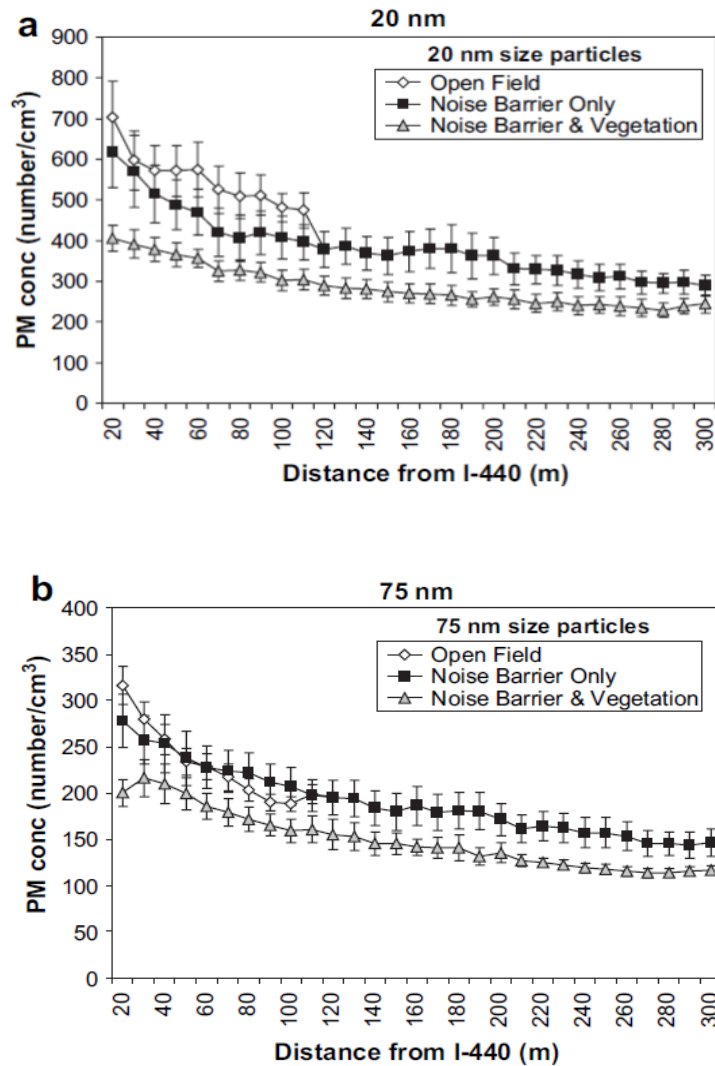 a
20 nm
20 nm size particles
Open Field
Noise Barrier Only
Noise Barrier & Vegetation
PM conc (number/cm³)
900
800
700
600
500
400
300
200
100
0
20 40 60 80 100 120 140 160 180 200 220 240 260 280 300
Distance from I-440 (m)
b
75 nm
75 nm size particles
Open Field
Noise Barrier Only
Noise Barrier & Vegetation
PM conc (number/cm³)
400
350
300
250
200
150
100
50
0
20 40 60 80 100 120 140 160 180 200 220 240 260 280 300
Distance from I-440 (m)